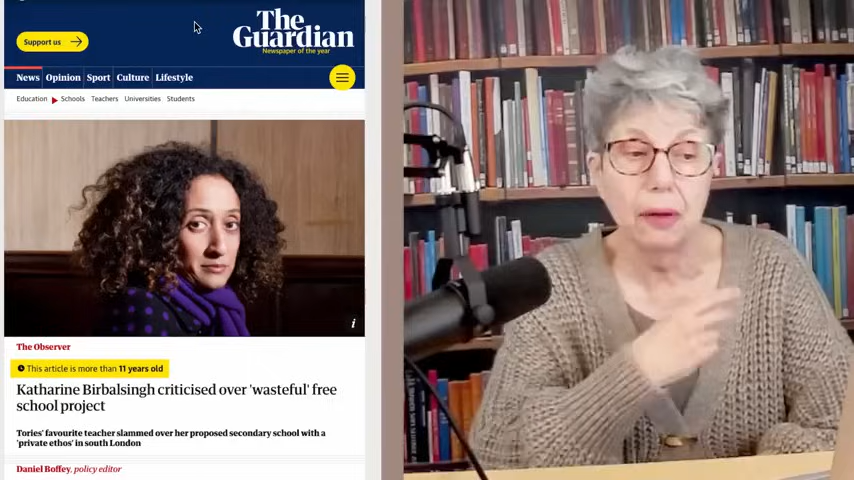 The
Guardian
Newspaper of the year
Support us
News Opinion Sport Culture Lifestyle
Education Schools Teachers Universities Students
i
The Observer
This article is more than 11 years old
Katharine Birbalsingh criticised over 'wasteful' free
school project
Tories' favourite teacher slammed over her proposed secondary school with a
'private ethos' in south London
Daniel Boffey, policy editor